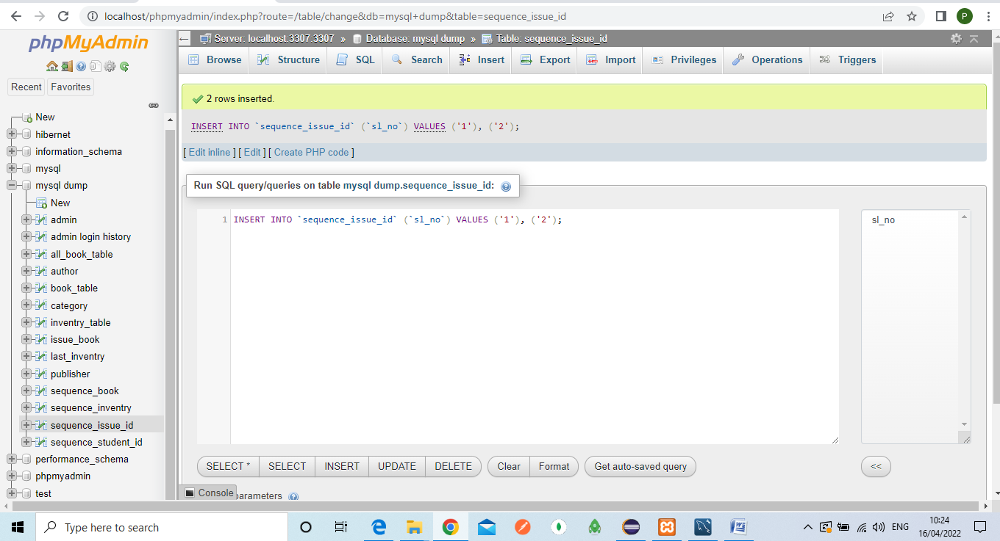 localhost/phpmyadmin/index.php?route=/table/change&db=mysql+dump&table=sequence_issue_id
P
phpMyAdmin
Recent Favorites
New
hibernet
information_schema
mysql
mysql dump
New
admin
admin login history
all_book_table
author
book_table
category
inventry_table
issue_book
last_inventry
publisher
sequence_book
sequence_inventry
sequence_issue_id
sequence_student_id
performance_schema
phpmyadmin
test
Server: localhost:3307:3307 » Database: mysql dump » Table: sequence_issue_id
Browse Structure SQL Search Insert Export Import Privileges Operations Triggers
2 rows inserted.
INSERT INTO `sequence_issue_id` (`sl_no`) VALUES ('1'), ('2');
[ Edit inline ] [ Edit ] [ Create PHP code ]
Run SQL query/queries on table mysql dump.sequence_issue_id:
1 INSERT INTO `sequence_issue_id` (`sl_no`) VALUES ('1'), ('2');
sl_no
SELECT * SELECT INSERT UPDATE DELETE Clear Format Get auto-saved query <<
Console parameters
Type here to search
ENG
10:24
16/04/2022